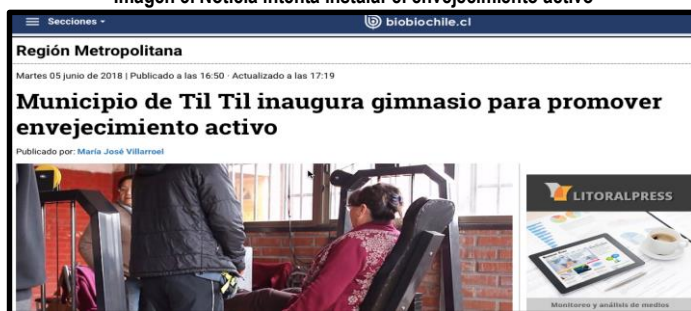 Imagen 3. Noticia intenta instalar el envejecimiento activo
Secciones
biobiochile.cl
Región Metropolitana
Martes 05 junio de 2018 | Publicado a las 16:50 · Actualizado a las 17:19
Municipio de Til Til inaugura gimnasio para promover
envejecimiento activo
Publicado por: María José Villarroel
LITORALPRESS
Monitoreo y análisis de medios